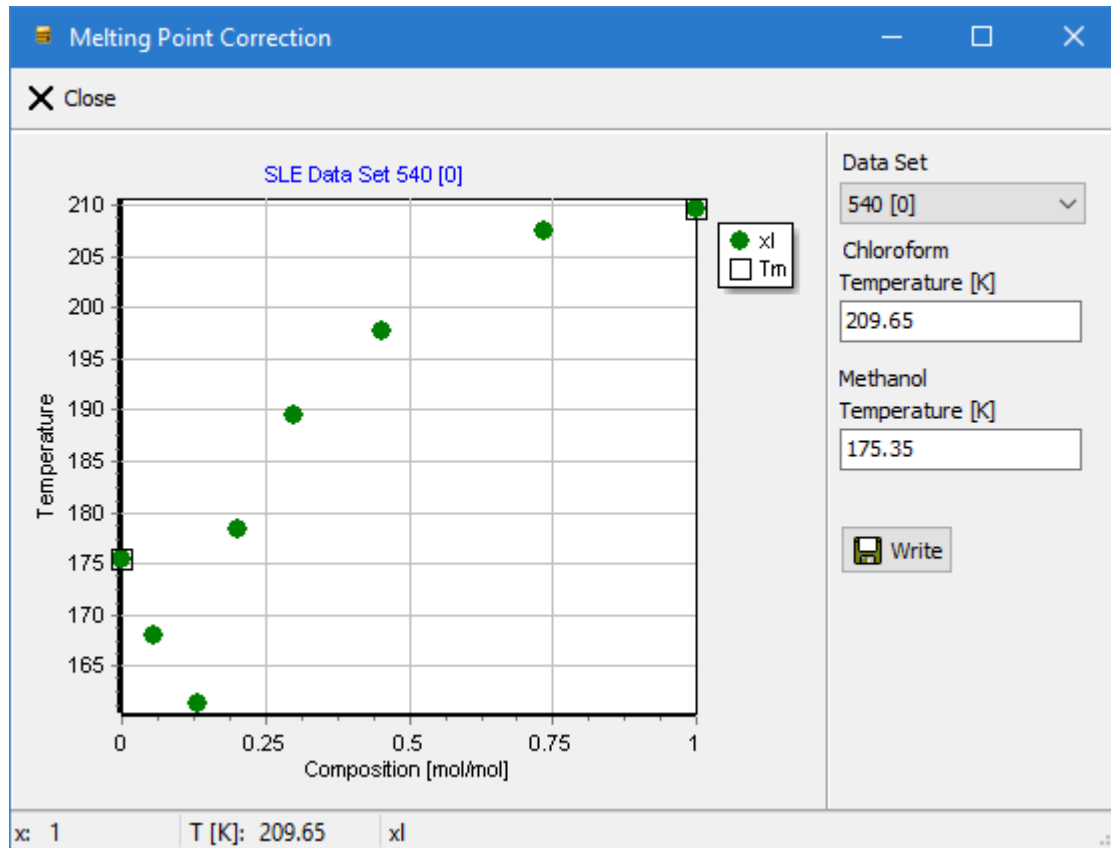 Melting Point Correction
Close
SLE Data Set 540 [0]
210
205
200
195
190
185
180
175
170
165
Temperature
0
0.25
0.5
0.75
1
Composition [mol/mol]
xl
Tm
Data Set
540 [0]
Chloroform
Temperature [K]
209.65
Methanol
Temperature [K]
175.35
Write
x: 1 T [K]: 209.65 xl